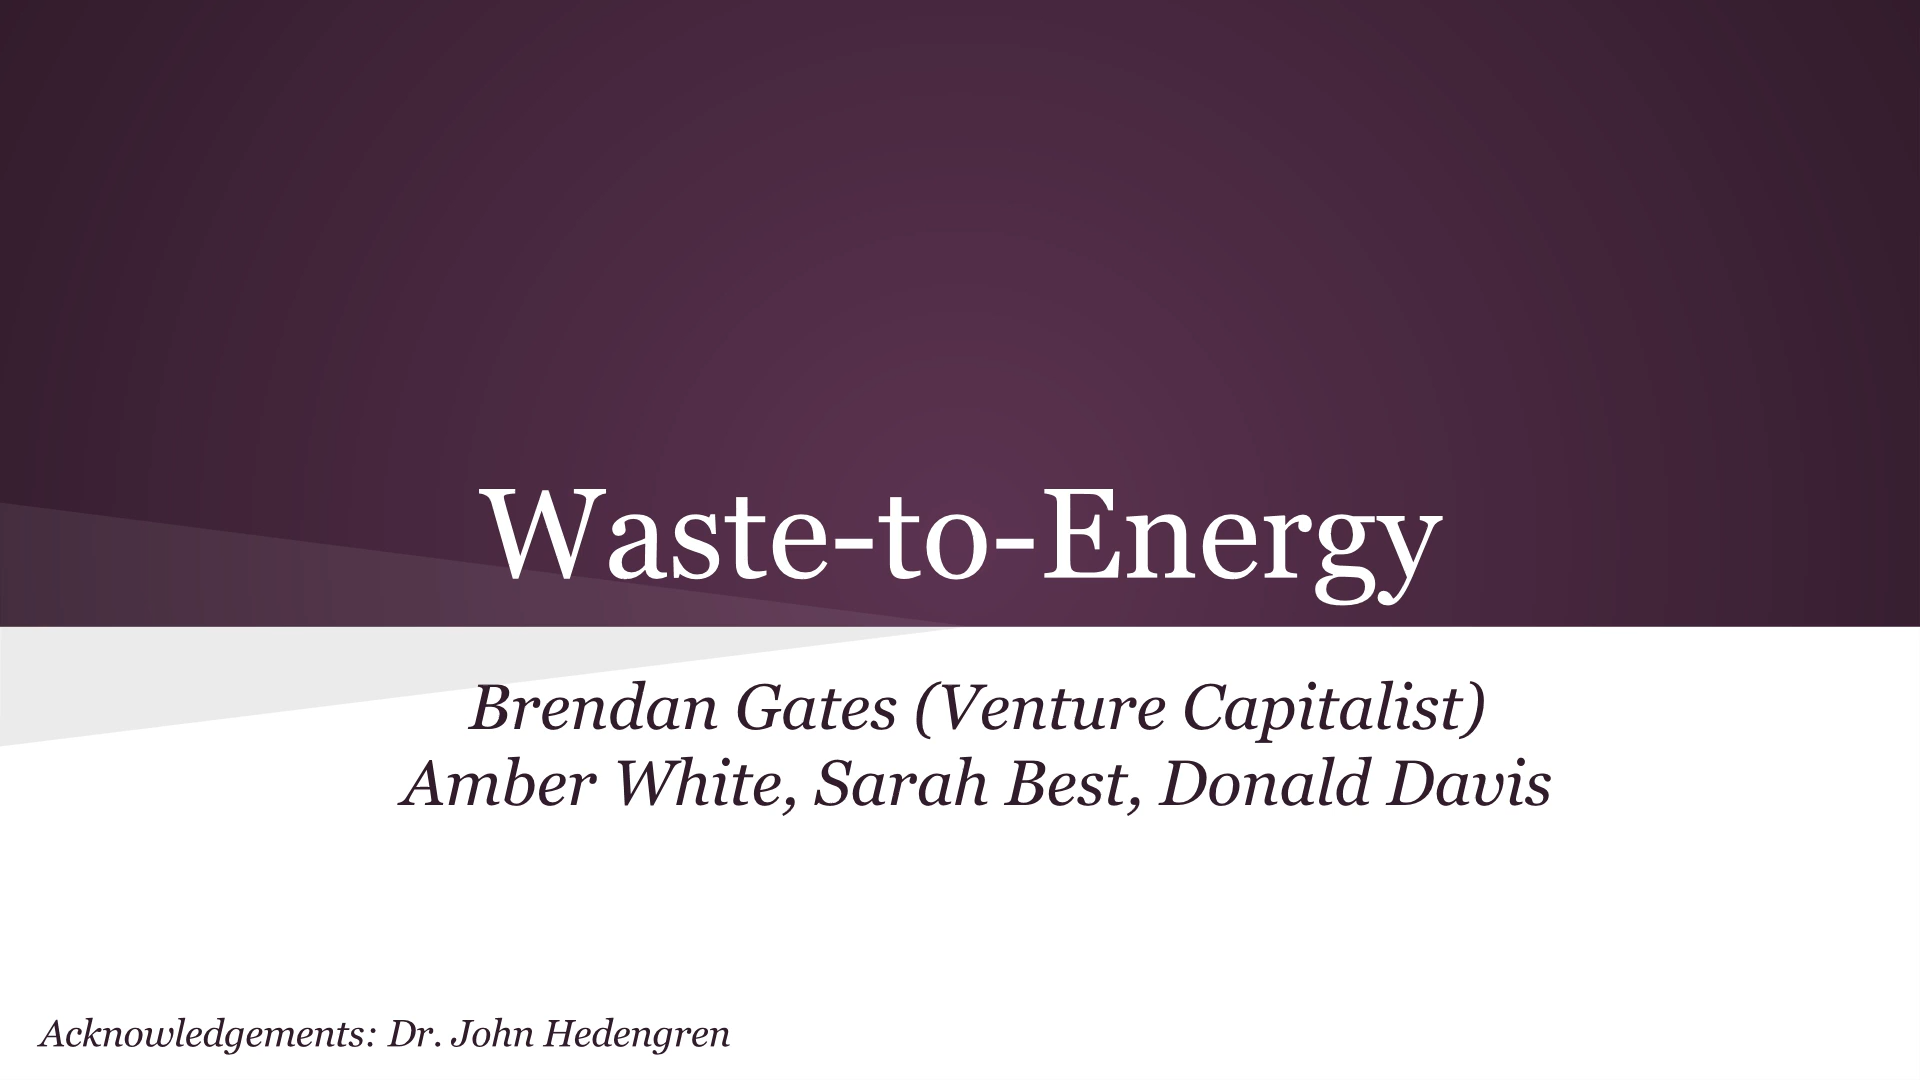 Waste-to-Energy
Brendan Gates (Venture Capitalist)
Amber White, Sarah Best, Donald Davis
Acknowledgements: Dr. John Hedengren